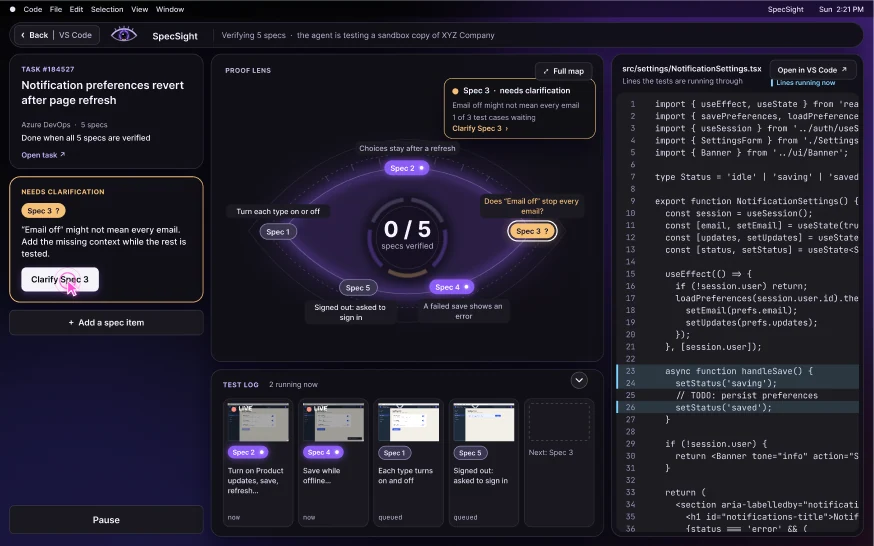 Code File Edit Selection View Window
SpecSight Sun 2:21 PM
‹ Back | VS Code
SpecSight
Verifying 5 specs · the agent is testing a sandbox copy of XYZ Company
TASK #184527
Notification preferences revert
after page refresh
Azure DevOps · 5 specs
Done when all 5 specs are verified
Open task ↗
NEEDS CLARIFICATION
Spec 3 ?
“Email off” might not mean every email.
Add the missing context while the rest is
tested.
Clarify Spec 3
+ Add a spec item
Pause
PROOF LENS
Full map
Spec 3 · needs clarification
Email off might not mean every email
1 of 3 test cases waiting
Clarify Spec 3 ›
Choices stay after a refresh
Spec 2
Turn each type on or off
Spec 1
0 / 5
specs verified
Does “Email off” stop every
email?
Spec 3 ?
Spec 5
Signed out: asked to
sign in
Spec 4
A failed save shows an
error
TEST LOG 2 running now
LIVE
Spec 2
Turn on Product
updates, save,
refresh...
now
LIVE
Spec 4
Save while
offline...
now
Spec 1
Each type turns
on and off
queued
Spec 5
Signed out:
asked to sign in
queued
Next: Spec 3
src/settings/NotificationSettings.tsx
Lines the tests are running through
Open in VS Code ↗
Lines running now
1 import { useEffect, useState } from 'rea
2 import { savePreferences, loadPreference
3 import { useSession } from '../auth/useS
4 import { SettingsForm } from './Settings
5 import { Banner } from '../ui/Banner';
6
7 type Status = 'idle' | 'saving' | 'saved
8
9 export function NotificationSettings() {
10 const session = useSession();
11 const [email, setEmail] = useState(tru
12 const [updates, setUpdates] = useState
13 const [status, setStatus] = useState<S
14
15 useEffect(() => {
16 if (!session.user) return;
17 loadPreferences(session.user.id).the
18 setEmail(prefs.email);
19 setUpdates(prefs.updates);
20 });
21 }, [session.user]);
22
23 async function handleSave() {
24 setStatus('saving');
25 // TODO: persist preferences
26 setStatus('saved');
27 }
28
29 if (!session.user) {
30 return <Banner tone="info" action="S
31 }
32
33 return (
34 <section aria-labelledby="notificati
35 <h1 id="notifications-title">Notif
36 {status === 'error' && (